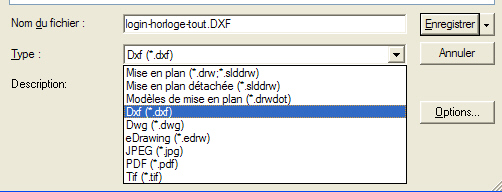 Nom du fichier : login-horloge-tout.DXF Enregistrer
Type : Dxf (*.dxf) Annuler
Description: Mise en plan (*.drw;*.slddrw)
Mise en plan détachée (*.slddrw)
Modèles de mise en plan (*.drwdot)
Dxf (*.dxf) Options...
Dwg (*.dwg)
eDrawing (*.edrw)
JPEG (*.jpg)
PDF (*.pdf)
Tif (*.tif)